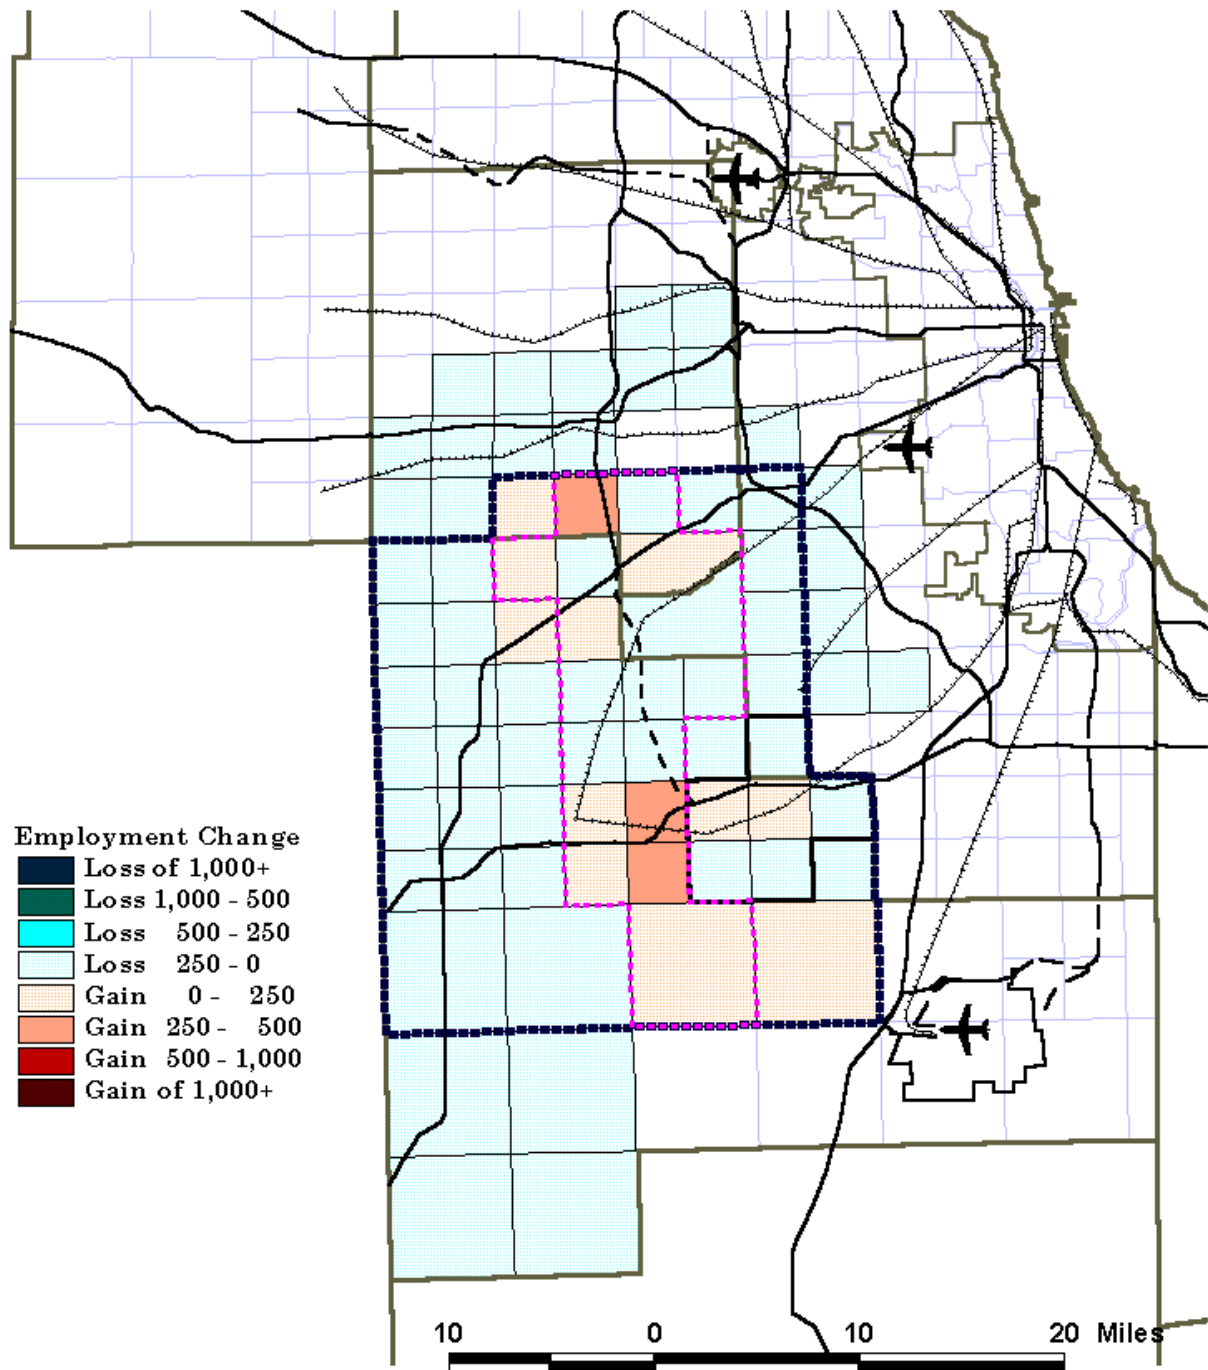 Employment Change
Loss of 1,000+
Loss 1,000 - 500
Loss 500 - 250
Loss 250 - 0
Gain 0 - 250
Gain 250 - 500
Gain 500 - 1,000
Gain of 1,000+
10 0 10 20 Miles